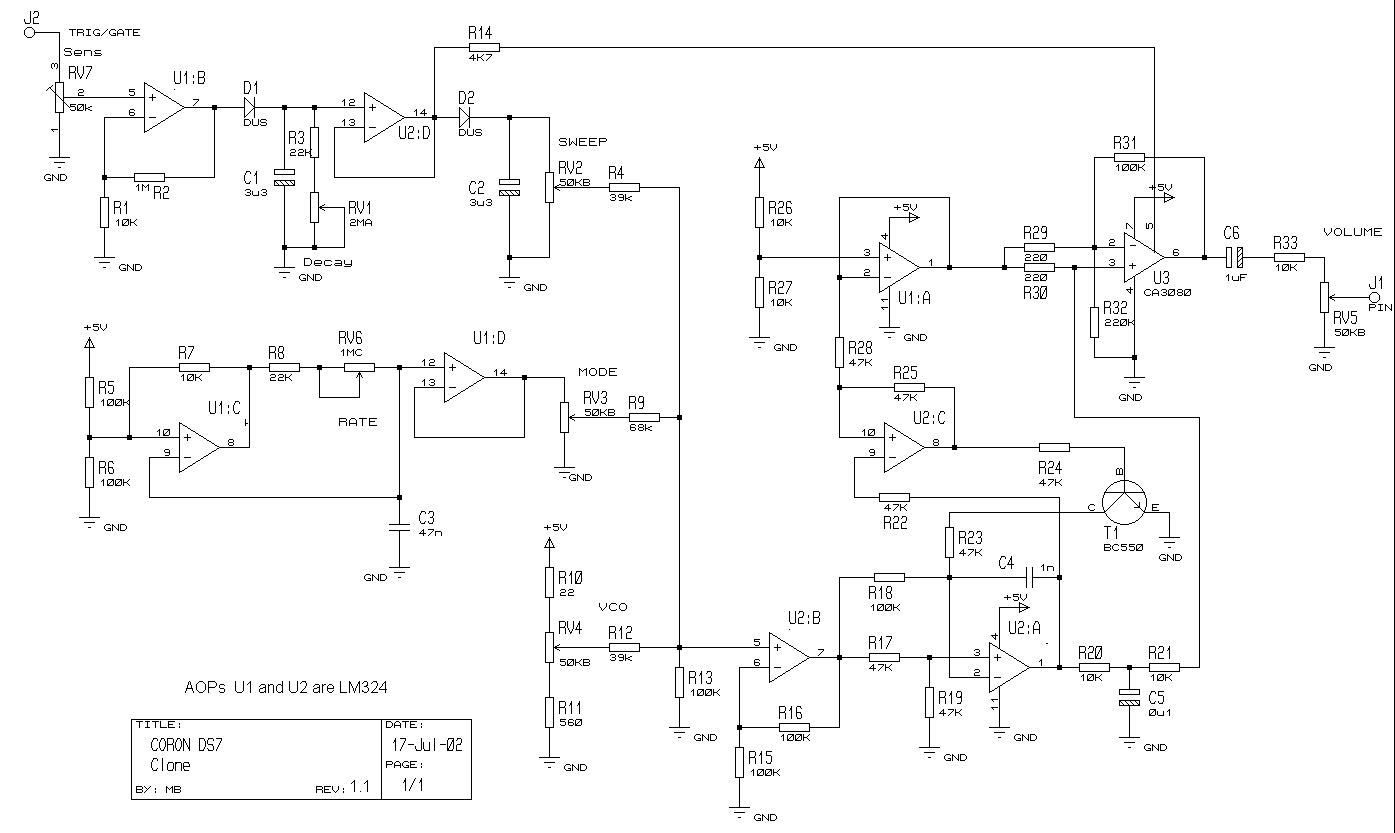 J2
TRIG/GATE
Sens
3
RV7
2
50k
1
GND
U1:B
5
+
7
6
−
1M R2
R1
10K
GND
D1
DUS
R3
22K
C1
3u3
RV1
2MA
Decay
GND
12
+
14
13
−
U2:D
D2
DUS
R14
4K7
C2
3u3
SWEEP
RV2
50KB
GND
R4
39k
+5V
R5
100K
R6
100K
GND
R7
10K
R8
22K
RV6
1MC
RATE
U1:C
10
+
8
9
−
C3
47n
GND
U1:D
12
+
14
13
−
MODE
RV3
50KB
GND
R9
68k
+5V
R10
22
VCO
RV4
50KB
R11
560
GND
R12
39k
R13
100K
GND
U2:B
5
+
7
6
−
R16
100K
R15
100K
GND
R18
100K
R17
47K
R19
47K
GND
R23
47K
C4
1n
+5V
U2:A
4
3
+
1
2
−
11
GND
R20
10K
R21
10K
C5
0u1
GND
+5V
R26
10K
R27
10K
GND
+5V
4
3
+
1
2
−
11
U1:A
GND
R28
47K
R25
47K
U2:C
10
+
8
9
−
R22
47K
R24
47K
B
C
E
T1
BC550
GND
R29
220
R30
220
R31
100K
+5V
7
5
2
−
6
3
+
4
U3
CA3080
R32
220K
GND
C6
1uF
R33
10K
VOLUME
J1
PIN
RV5
50KB
GND
AOPs U1 and U2 are LM324
TITLE:
CORON DS7
Clone
BY: MB
REV: 1.1
DATE:
17-Jul-02
PAGE:
1/1